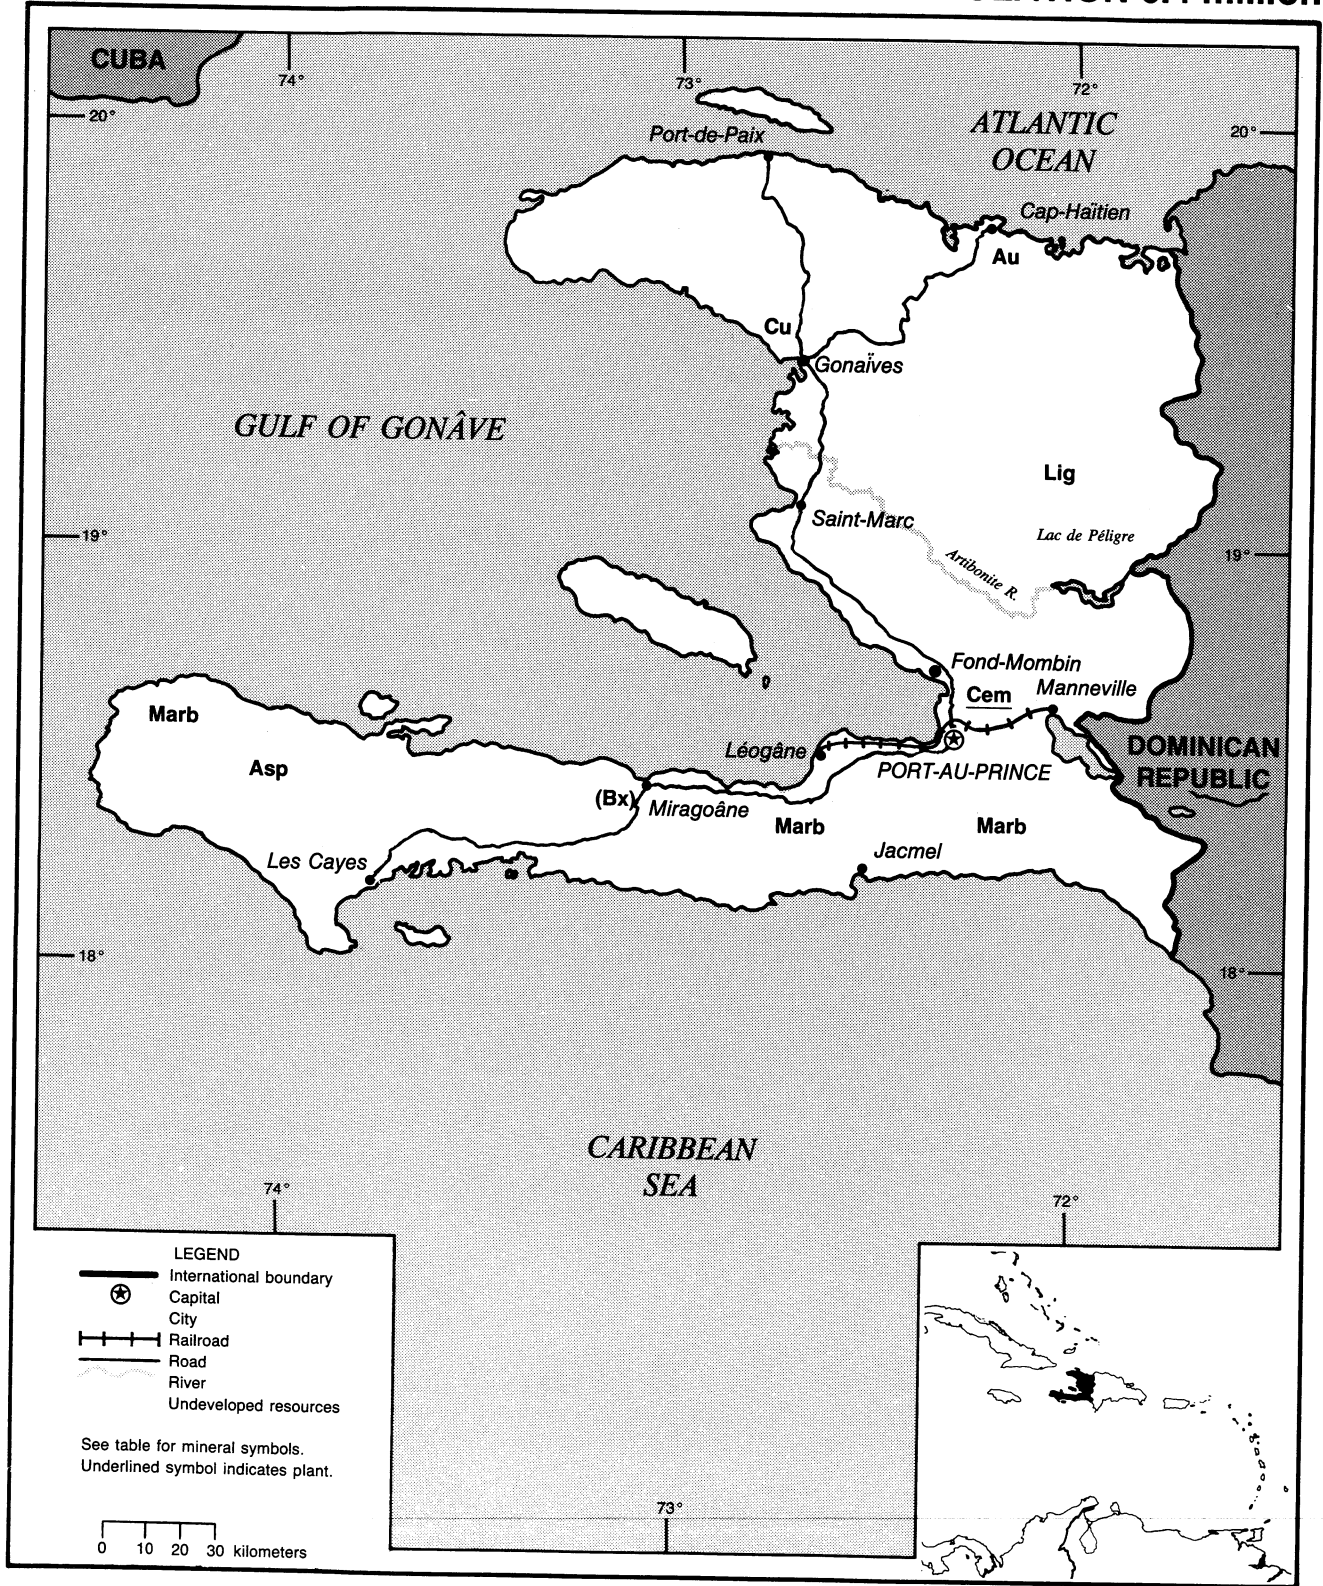 CUBA
74°
73°
72°
20°
20°
ATLANTIC
OCEAN
Port-de-Paix
Cap-Haïtien
Au
Cu
Gonaïves
GULF OF GONÂVE
Lig
Saint-Marc
Lac de Péligre
19°
19°
Artibonite R.
Fond-Mombin
Cem
Manneville
Marb
Léogâne
DOMINICAN
REPUBLIC
Asp
PORT-AU-PRINCE
(Bx)
Miragoâne
Marb
Marb
Les Cayes
Jacmel
18°
18°
CARIBBEAN
SEA
74°
72°
LEGEND
International boundary
Capital
City
Railroad
Road
River
Undeveloped resources
See table for mineral symbols.
Underlined symbol indicates plant.
73°
0 10 20 30 kilometers